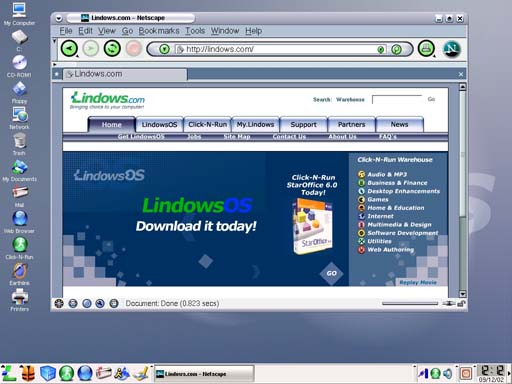 My Computer
C:
CD-ROM!
Floppy
Network
Trash
My Documents
Mail
Web Browser
Click-N-Run
Earthlink
Printers
Lindows.com - Netscape
File Edit View Go Bookmarks Tools Window Help
http://lindows.com/
Lindows.com
Lindows.com
Bringing choice to your computer!
Search: Warehouse Go
Home LindowsOS Click-N-Run My.Lindows Support Partners News
Get LindowsOS Jobs Site Map Contact Us About Us FAQ's
LindowsOS
LindowsOS
Download it today!
Click-N-Run
StarOffice 6.0
Today!
StarOffice
GO
Click-N-Run Warehouse
Audio & MP3
Business & Finance
Desktop Enhancements
Games
Home & Education
Internet
Multimedia & Design
Software Development
Utilities
Web Authoring
Replay Movie
Document: Done (0.823 secs)
Lindows.com - Netscape
2:2
09/12/02